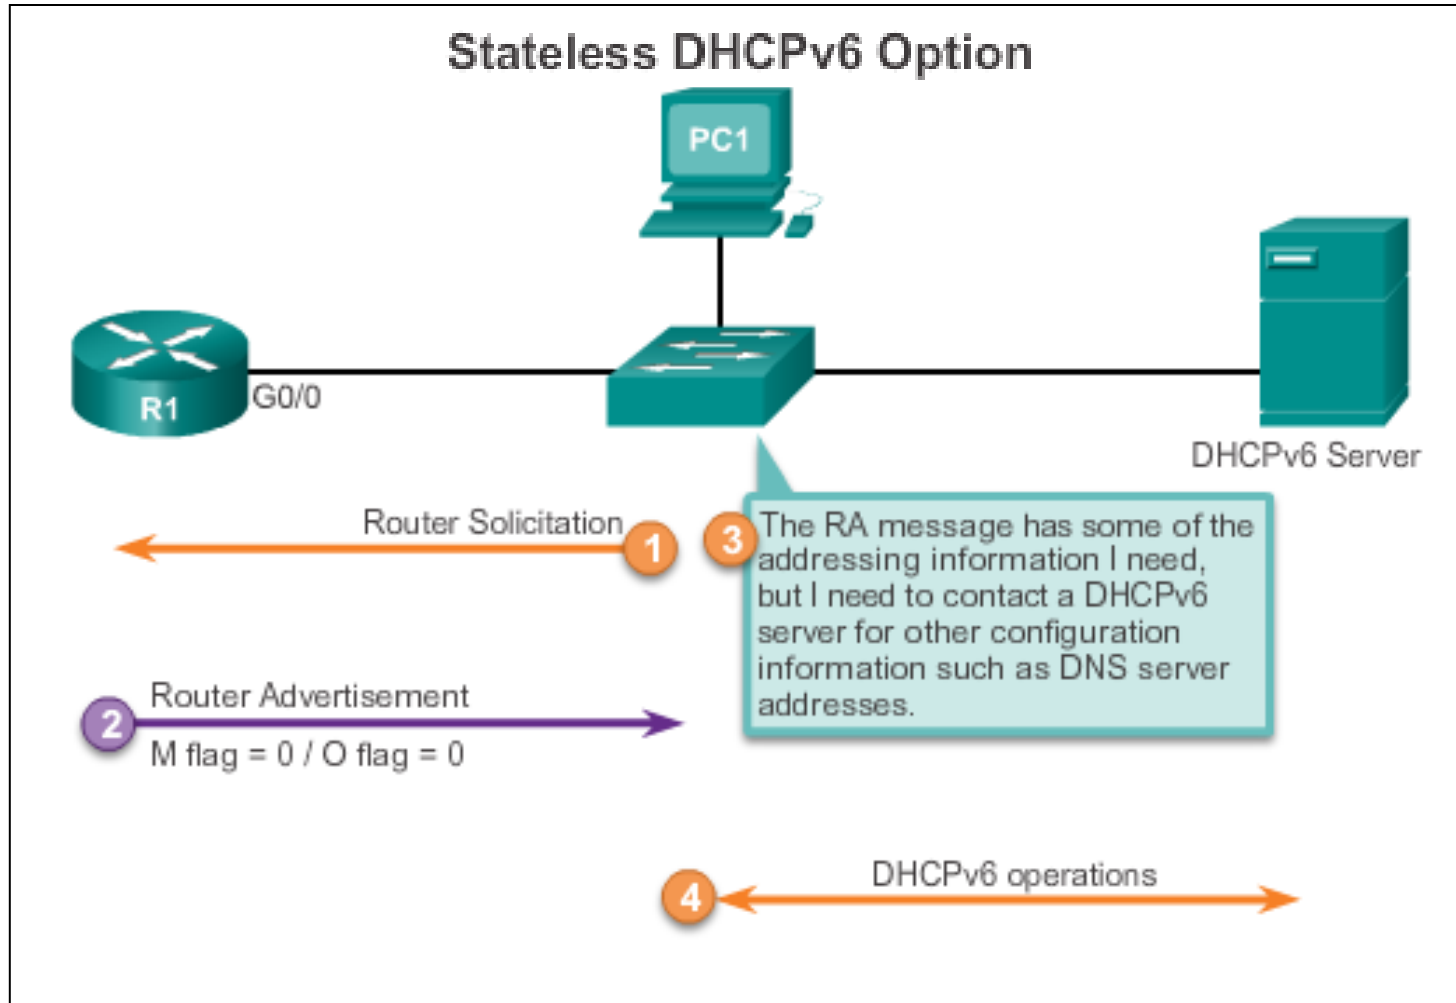 Stateless DHCPv6 Option
PC1
R1
G0/0
DHCPv6 Server
Router Solicitation
1
3
The RA message has some of the
addressing information I need,
but I need to contact a DHCPv6
server for other configuration
information such as DNS server
addresses.
2
Router Advertisement
M flag = 0 / O flag = 0
4
DHCPv6 operations